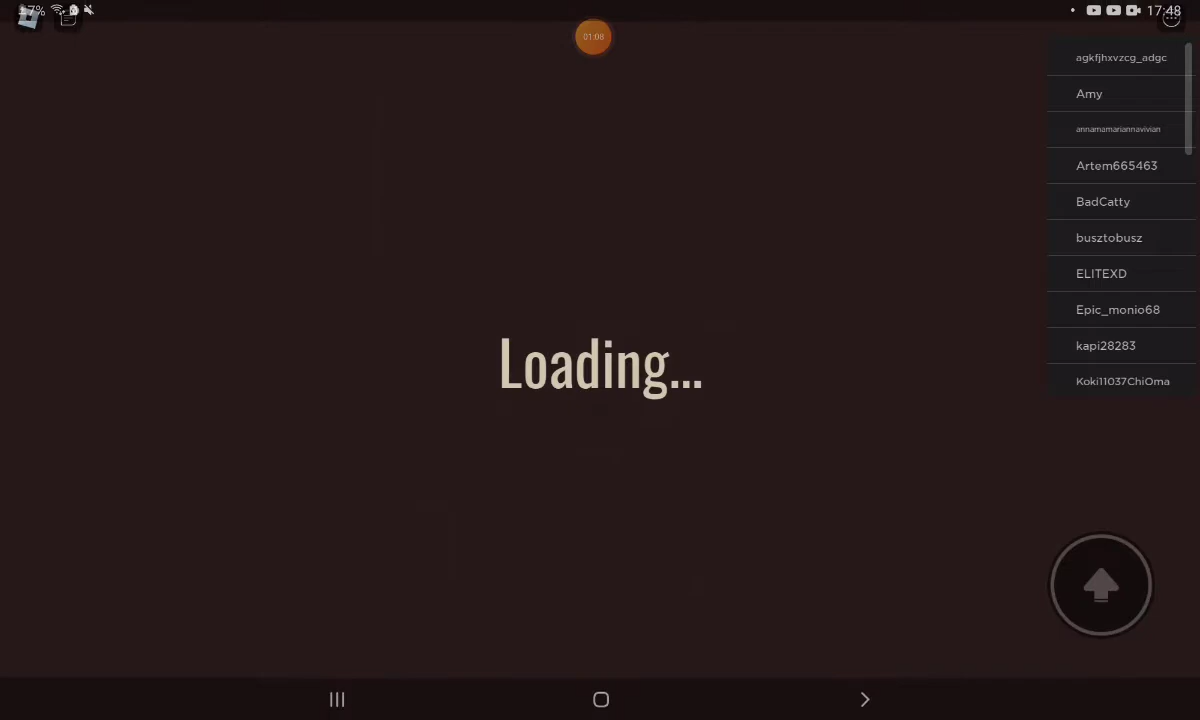 17:48
01:08
agkfjhxvzcg_adgc
Amy
annamamariannavivian
Artem665463
BadCatty
busztobusz
ELITEXD
Epic_monio68
kapi28283
Koki11037ChiOma
Loading...